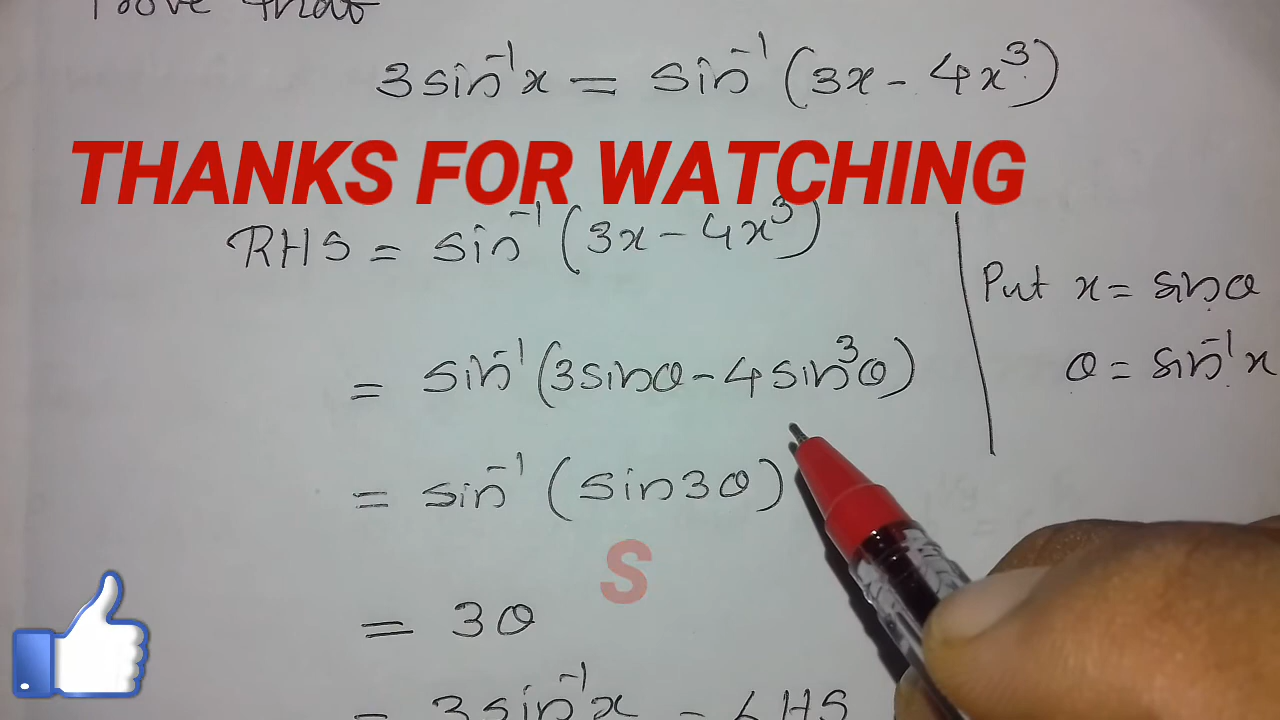 Prove that
3sin⁻¹x = sin⁻¹(3x - 4x³)
THANKS FOR WATCHING
RHS = sin⁻¹(3x - 4x³)
Put x = sinθ
θ = sin⁻¹x
= sin⁻¹(3sinθ - 4sin³θ)
= sin⁻¹(sin3θ)
S
= 3θ
= 3sin⁻¹x = LHS